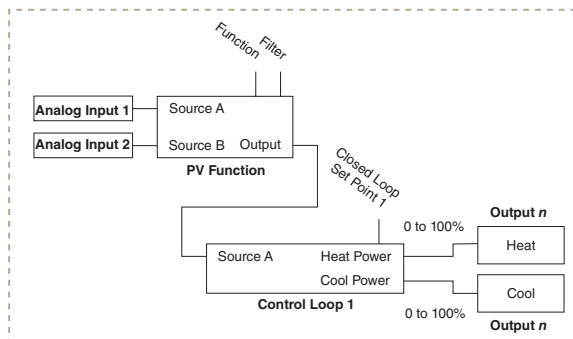 Function
Filter
Analog Input 1
Source A
Analog Input 2
Source B
Output
PV Function
Closed Loop
Set Point 1
Output n
0 to 100%
Source A
Heat Power
Heat
Cool Power
Cool
Control Loop 1
0 to 100%
Output n